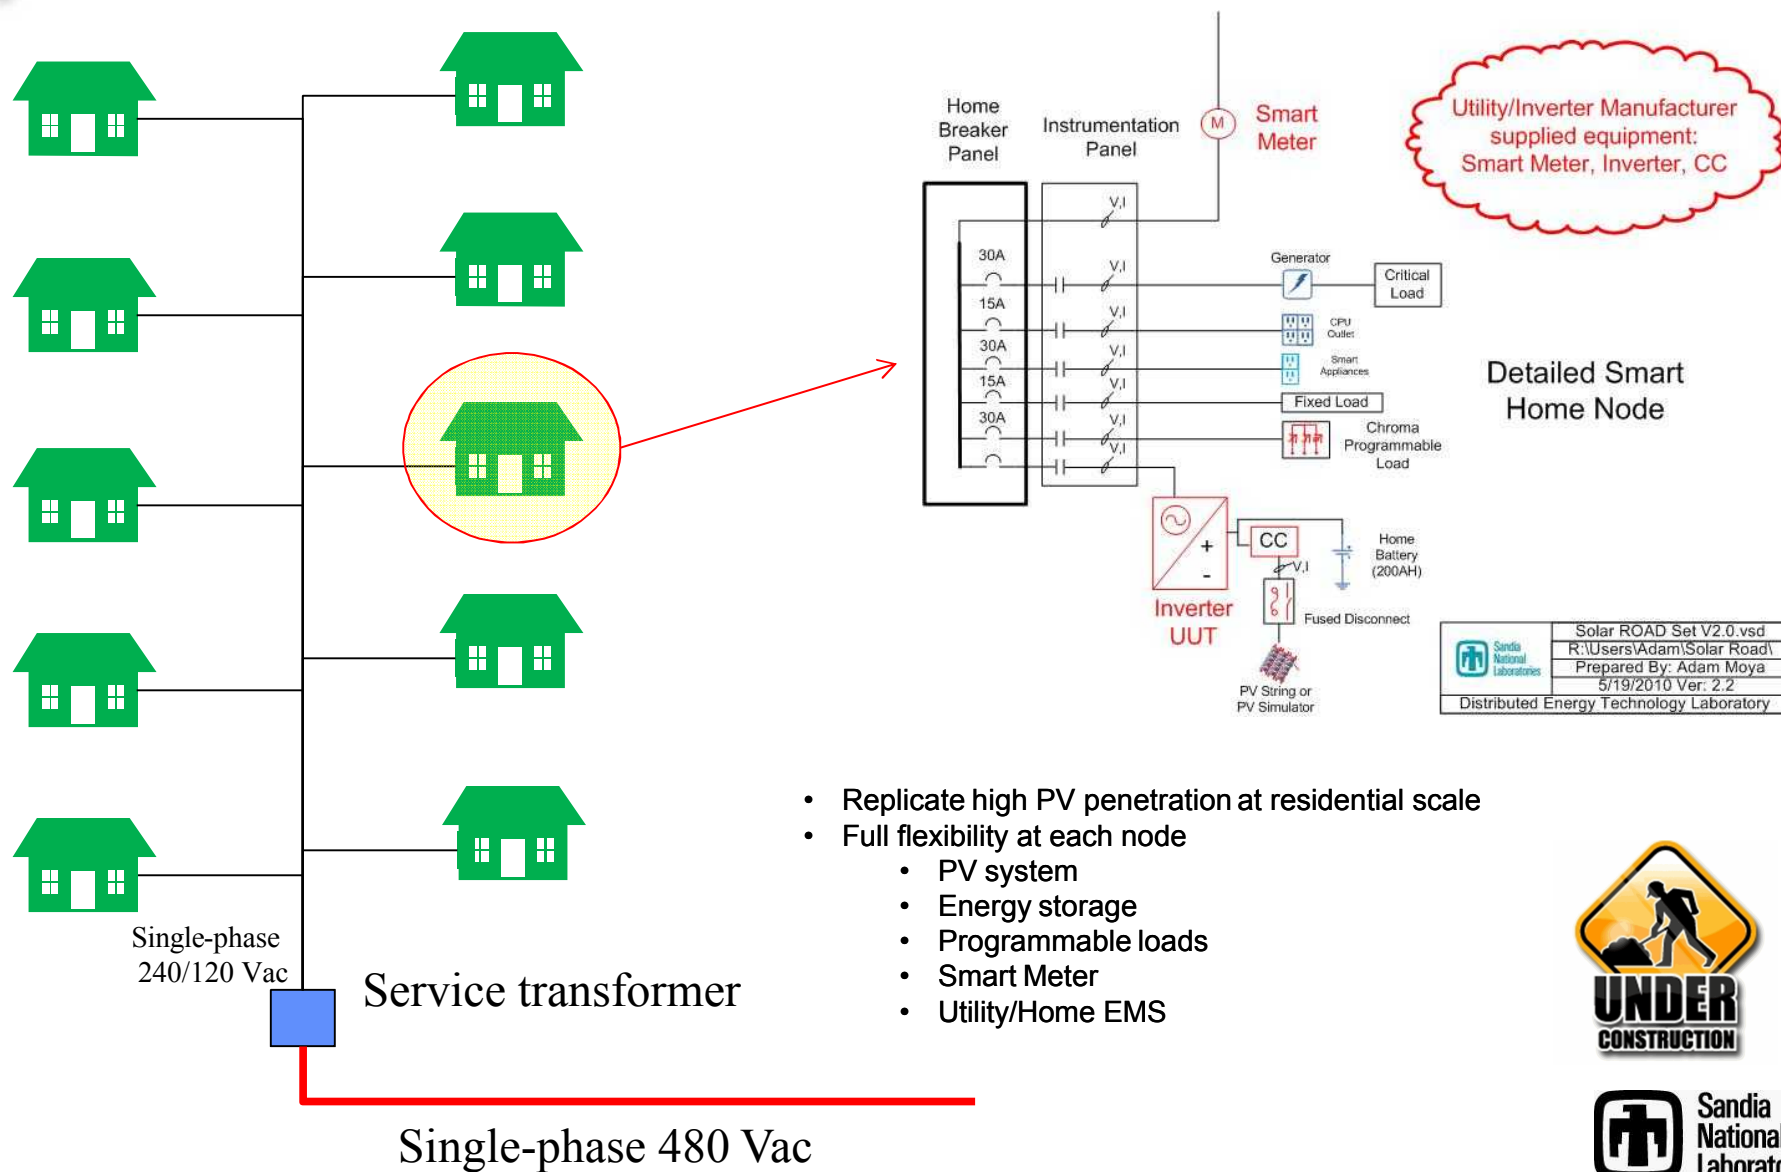 Home
Breaker
Panel
Instrumentation
Panel
M
Smart
Meter
Utility/Inverter Manufacturer
supplied equipment:
Smart Meter, Inverter, CC
V,I
30A
V,I
Generator
Critical
Load
15A
V,I
CPU
Outlet
30A
V,I
Smart
Appliances
15A
V,I
Fixed Load
30A
V,I
Chroma
Programmable
Load
V,I
Detailed Smart
Home Node
+
-
CC
V,I
Home
Battery
(200AH)
Inverter
UUT
Fused Disconnect
PV String or
PV Simulator
Sandia
National
Laboratories
Solar ROAD Set V2.0.vsd
R:\Users\Adam\Solar Road\
Prepared By: Adam Moya
5/19/2010 Ver: 2.2
Distributed Energy Technology Laboratory
• Replicate high PV penetration at residential scale
• Full flexibility at each node
• PV system
• Energy storage
• Programmable loads
• Smart Meter
• Utility/Home EMS
Single-phase
240/120 Vac
Service transformer
Single-phase 480 Vac
UNDER
CONSTRUCTION
Sandia
National
Laborato